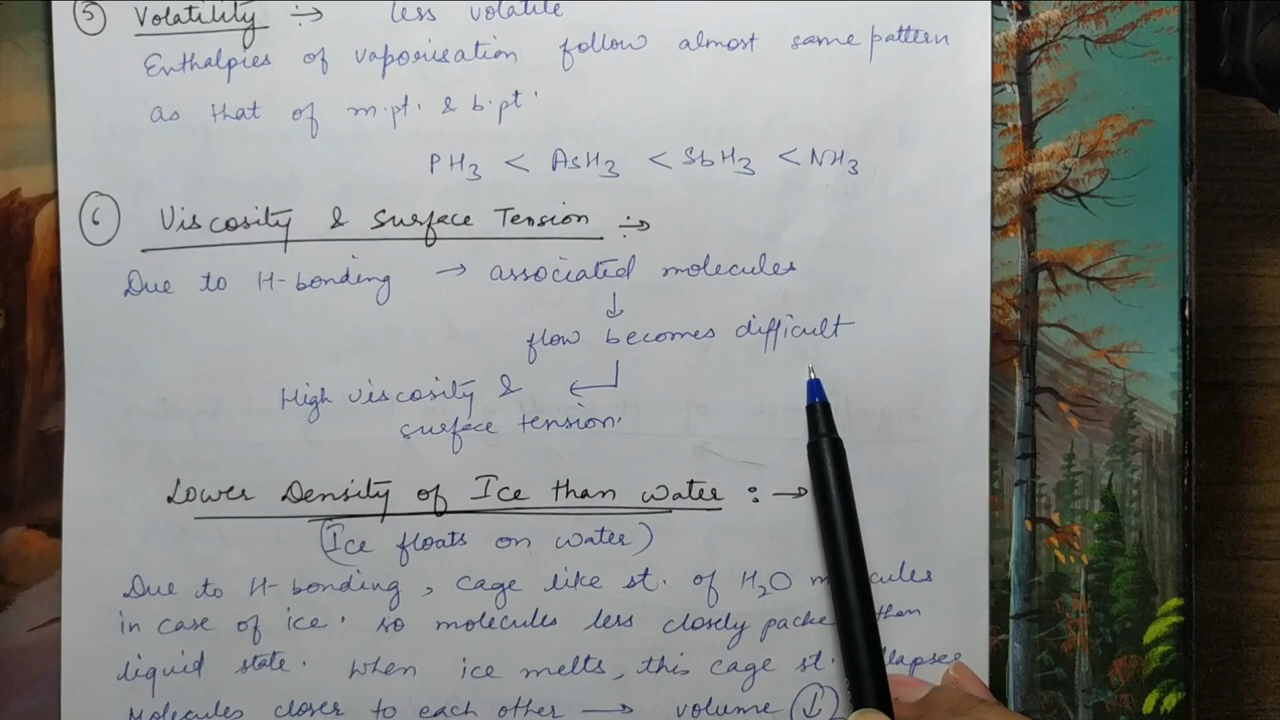 ⑤ Volatility ÷> less volatile
Enthalpies of vaporisation follow almost same pattern
as that of m.pt. & b.pt.
PH3 < AsH3 < SbH3 < NH3
⑥ Viscosity & Surface Tension ÷>
Due to H-bonding → associated molecules
↓
flow becomes difficult
High viscosity & ↵
surface tension.
Lower Density of Ice than water : →
(Ice floats on water)
Due to H-bonding, cage like st. of H2O
in case of ice. so molecules less closely than
liquid state. When ice melts, this cage st.
Molecules closer to each other → volume (↓)